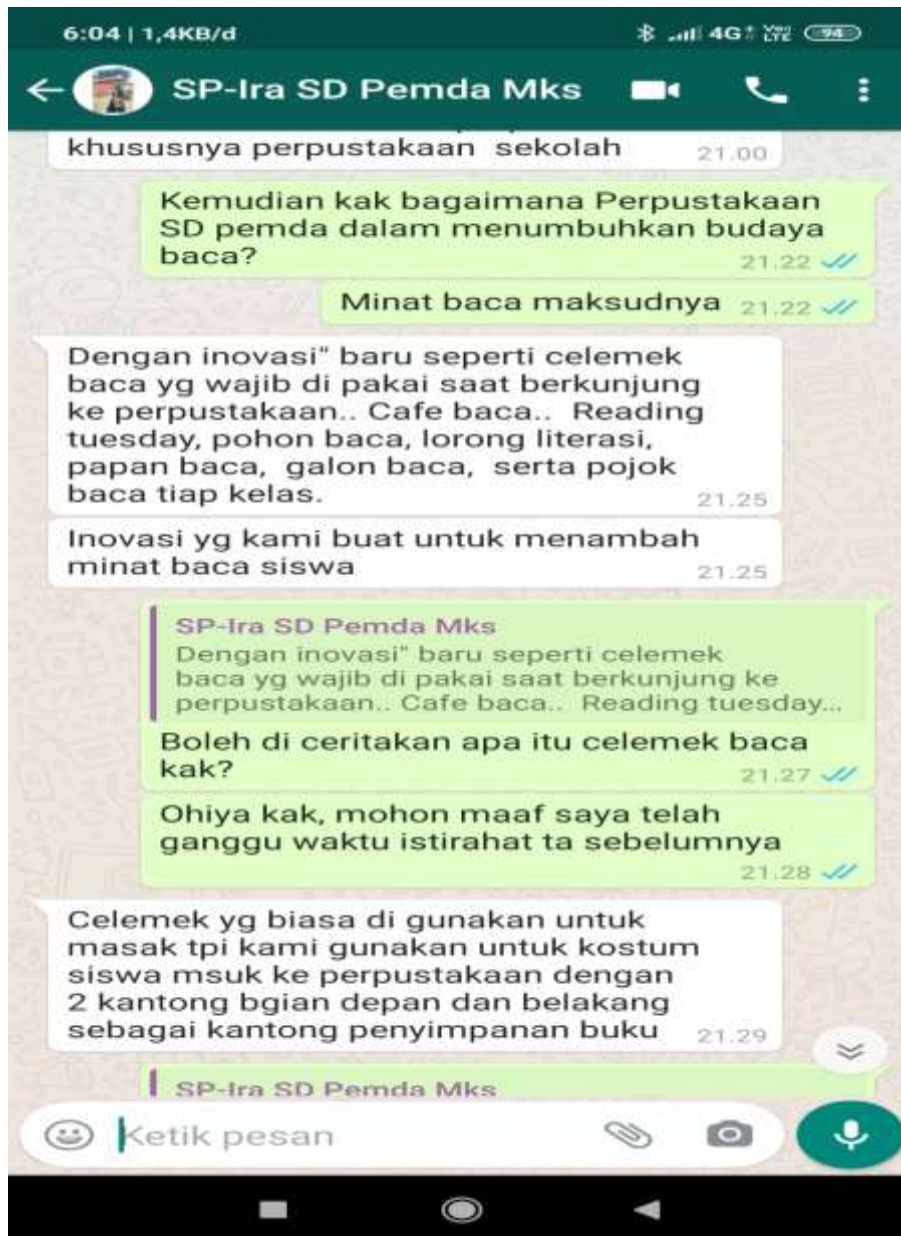 6:04 | 1,4KB/d 4G+ Voo LTE 94
SP-Ira SD Pemda Mks
khususnya perpustakaan sekolah 21.00
Kemudian kak bagaimana Perpustakaan
SD pemda dalam menumbuhkan budaya
baca? 21.22
Minat baca maksudnya 21.22
Dengan inovasi" baru seperti celemek
baca yg wajib di pakai saat berkunjung
ke perpustakaan.. Cafe baca.. Reading
tuesday, pohon baca, lorong literasi,
papan baca, galon baca, serta pojok
baca tiap kelas. 21.25
Inovasi yg kami buat untuk menambah
minat baca siswa 21.25
SP-Ira SD Pemda Mks
Dengan inovasi" baru seperti celemek
baca yg wajib di pakai saat berkunjung ke
perpustakaan.. Cafe baca.. Reading tuesday...
Boleh di ceritakan apa itu celemek baca
kak? 21.27
Ohiya kak, mohon maaf saya telah
ganggu waktu istirahat ta sebelumnya
21.28
Celemek yg biasa di gunakan untuk
masak tpi kami gunakan untuk kostum
siswa msuk ke perpustakaan dengan
2 kantong bgian depan dan belakang
sebagai kantong penyimpanan buku 21.29
SP-Ira SD Pemda Mks
Ketik pesan